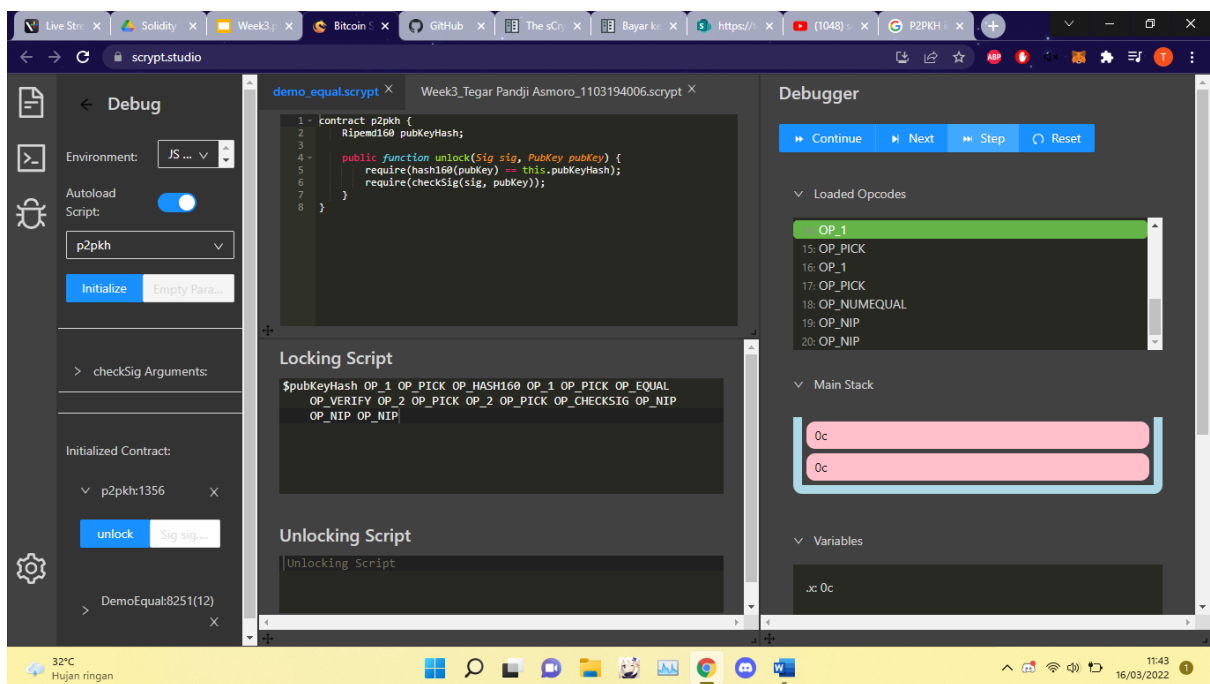 Live Stre
Solidity
Week3.p
Bitcoin S
GitHub
The sCry
Bayar ke
https://t
(1048) s
P2PKH
scrypt.studio
ABP
T
Debug
Environment:
JS ...
Autoload
Script:
p2pkh
Initialize
Empty Para...
checkSig Arguments:
Initialized Contract:
p2pkh:1356
unlock
Sig sig,...
DemoEqual:8251(12)
demo_equal.scrypt
Week3_Tegar Pandji Asmoro_1103194006.scrypt
1 contract p2pkh {
2 Ripemd160 pubKeyHash;
3
4 public function unlock(Sig sig, PubKey pubKey) {
5 require(hash160(pubKey) == this.pubKeyHash);
6 require(checkSig(sig, pubKey));
7 }
8 }
Locking Script
$pubKeyHash OP_1 OP_PICK OP_HASH160 OP_1 OP_PICK OP_EQUAL
OP_VERIFY OP_2 OP_PICK OP_2 OP_PICK OP_CHECKSIG OP_NIP
OP_NIP OP_NIP
Unlocking Script
Unlocking Script
Debugger
Continue
Next
Step
Reset
Loaded Opcodes
OP_1
15: OP_PICK
16: OP_1
17: OP_PICK
18: OP_NUMEQUAL
19: OP_NIP
20: OP_NIP
Main Stack
0c
0c
Variables
.x: 0c
32°C
Hujan ringan
11:43
16/03/2022
1